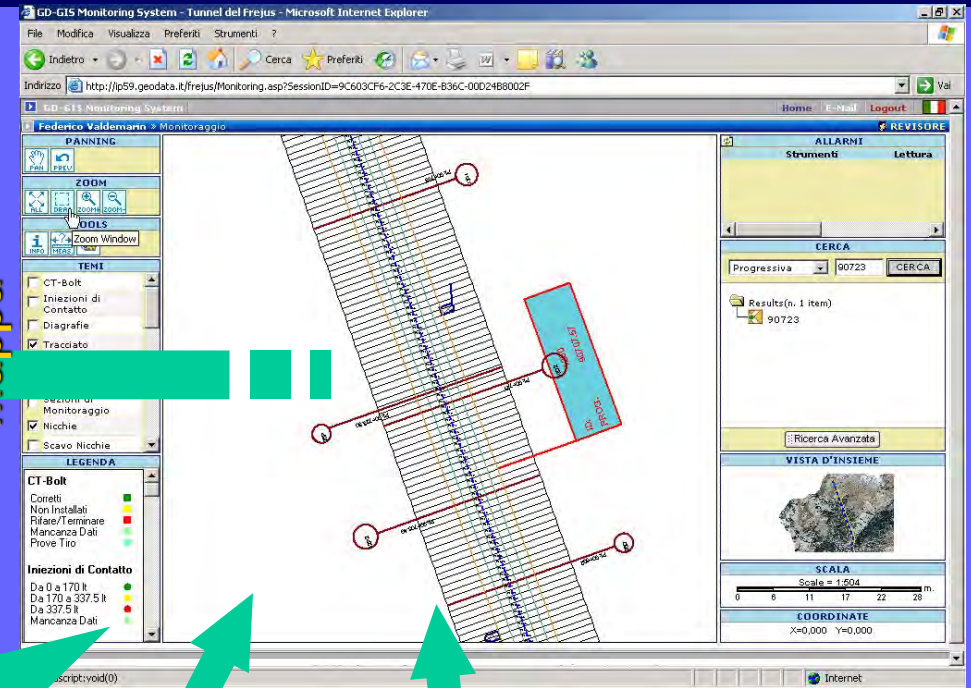 GD-GIS Monitoring System - Tunnel del Frejus - Microsoft Internet Explorer
File Modifica Visualizza Preferiti Strumenti ?
Indietro Cerca Preferiti
Indirizzo http://ip59.geodata.it/frejus/Monitoring.asp?SessionID=9C603CF6-2C3E-470E-B36C-00D24B8002F Vai
GD-GIS Monitoring System Home E-Mail Logout
Federico Valdemarin » Monitoraggio REVISORE
PANNING
PAN PREV
ZOOM
ALL DRAG ZOOM+ ZOOM-
TOOLS
INFO MEAS
Zoom Window
TEMI
CT-Bolt
Iniezioni di
Contatto
Diagrafie
Tracciato
Sezioni di
Monitoraggio
Nicchie
Scavo Nicchie
LEGENDA
CT-Bolt
Corretti
Non Installati
Rifare/Terminare
Mancanza Dati
Prove Tiro
Iniezioni di Contatto
Da 0 a 170 lt
Da 170 a 337.5 lt
Da 337.5 lt
Mancanza Dati
PROG.
ID.
ALLARMI
Strumenti Lettura
CERCA
Progressiva 90723 CERCA
Results(n. 1 item)
90723
Ricerca Avanzata
VISTA D'INSIEME
SCALA
Scale = 1:504
0 6 11 17 22 28 m.
COORDINATE
X=0,000 Y=0,000
script:void(0) Internet